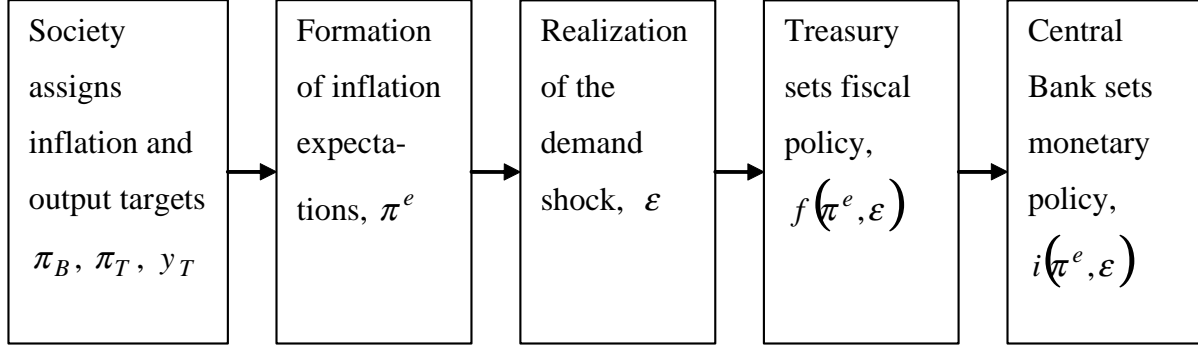 Society
assigns
inflation and
output targets
π_B, π_T, y_T
Formation
of inflation
expecta-
tions, π^e
Realization
of the
demand
shock, ε
Treasury
sets fiscal
policy,
f(π^e, ε)
Central
Bank sets
monetary
policy,
i(π^e, ε)